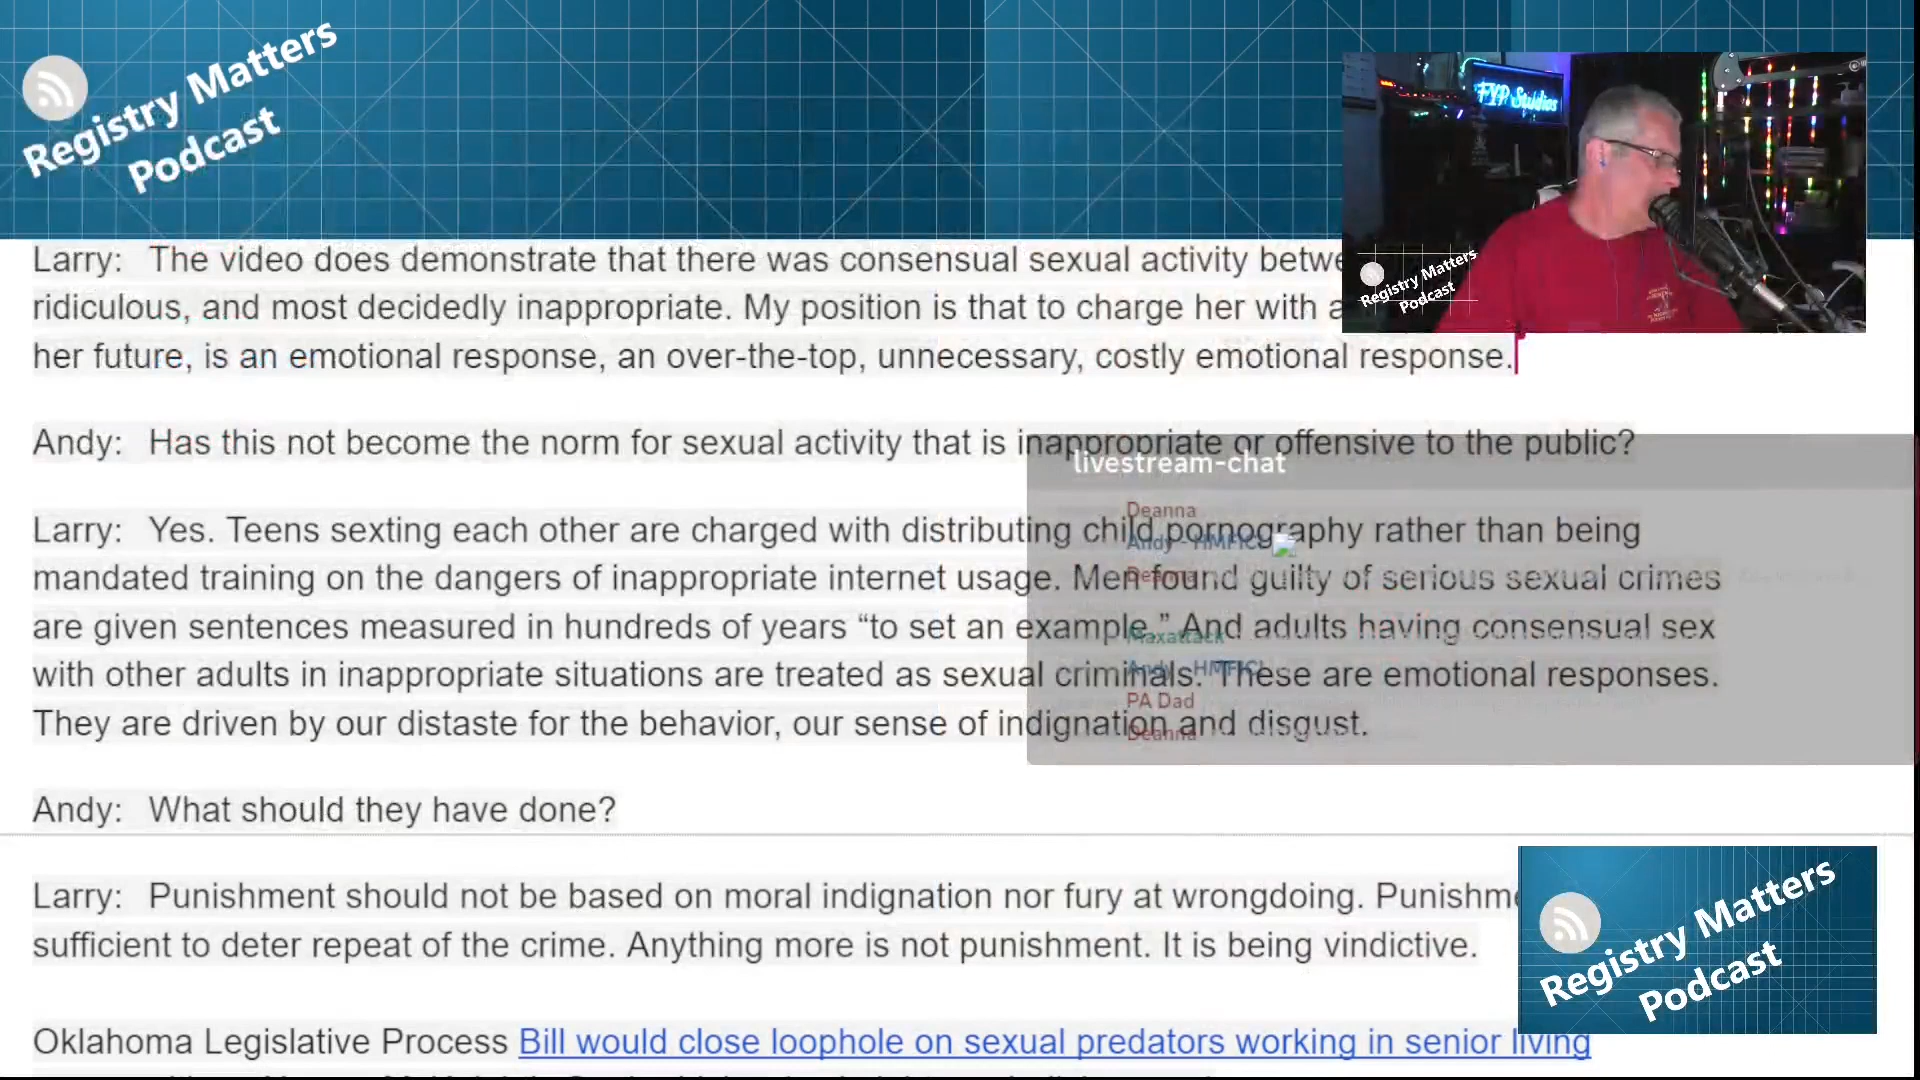 Registry Matters
Podcast
FYP Studios
Registry Matters
Podcast
Larry: The video does demonstrate that there was consensual sexual activity betwe
ridiculous, and most decidedly inappropriate. My position is that to charge her with a
her future, is an emotional response, an over-the-top, unnecessary, costly emotional response.
Andy: Has this not become the norm for sexual activity that is inappropriate or offensive to the public?
livestream-chat
Deanna
Larry: Yes. Teens sexting each other are charged with distributing child pornography rather than being
Andy - HMFIC!
mandated training on the dangers of inappropriate internet usage. Men found guilty of serious sexual crimes
Deanna
are given sentences measured in hundreds of years “to set an example.” And adults having consensual sex
Maxattack
with other adults in inappropriate situations are treated as sexual criminals. These are emotional responses.
Andy - HMFIC!
PA Dad
They are driven by our distaste for the behavior, our sense of indignation and disgust.
Deanna
Andy: What should they have done?
Larry: Punishment should not be based on moral indignation nor fury at wrongdoing. Punishm
sufficient to deter repeat of the crime. Anything more is not punishment. It is being vindictive.
Registry Matters
Podcast
Oklahoma Legislative Process Bill would close loophole on sexual predators working in senior living